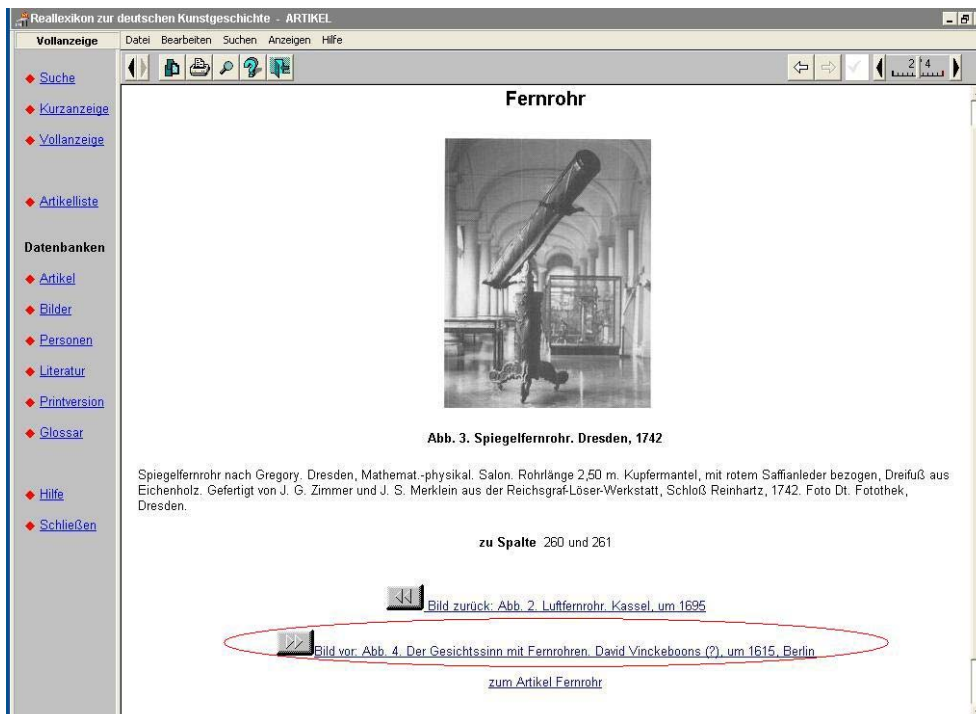 Reallexikon zur deutschen Kunstgeschichte - ARTIKEL
Vollanzeige
Datei Bearbeiten Suchen Anzeigen Hilfe
2 4
Suche
Kurzanzeige
Vollanzeige
Artikelliste
Datenbanken
Artikel
Bilder
Personen
Literatur
Printversion
Glossar
Hilfe
Schließen
Fernrohr
Abb. 3. Spiegelfernrohr. Dresden, 1742
Spiegelfernrohr nach Gregory. Dresden, Mathemat.-physikal. Salon. Rohrlänge 2,50 m. Kupfermantel, mit rotem Saffianleder bezogen, Dreifuß aus
Eichenholz. Gefertigt von J. G. Zimmer und J. S. Merklein aus der Reichsgraf-Löser-Werkstatt, Schloß Reinhartz, 1742. Foto Dt. Fotothek,
Dresden.
zu Spalte 260 und 261
Bild zurück: Abb. 2. Luftfernrohr. Kassel, um 1695
Bild vor: Abb. 4. Der Gesichtssinn mit Fernrohren. David Vinckeboons (?), um 1615, Berlin
zum Artikel Fernrohr